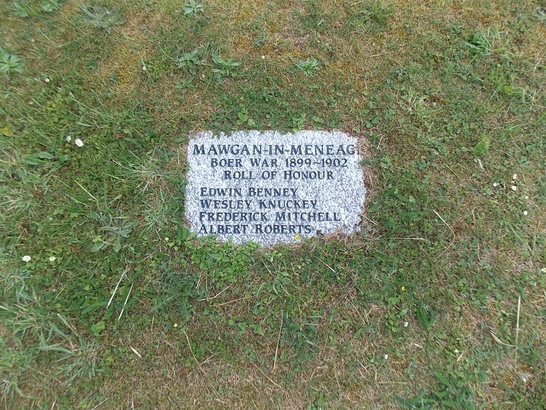 MAWGAN-IN-MENEAG
BOER WAR 1899~1902
ROLL OF HONOUR
EDWIN BENNEY
WESLEY KNUCKEY
FREDERICK MITCHELL
ALBERT ROBERTS